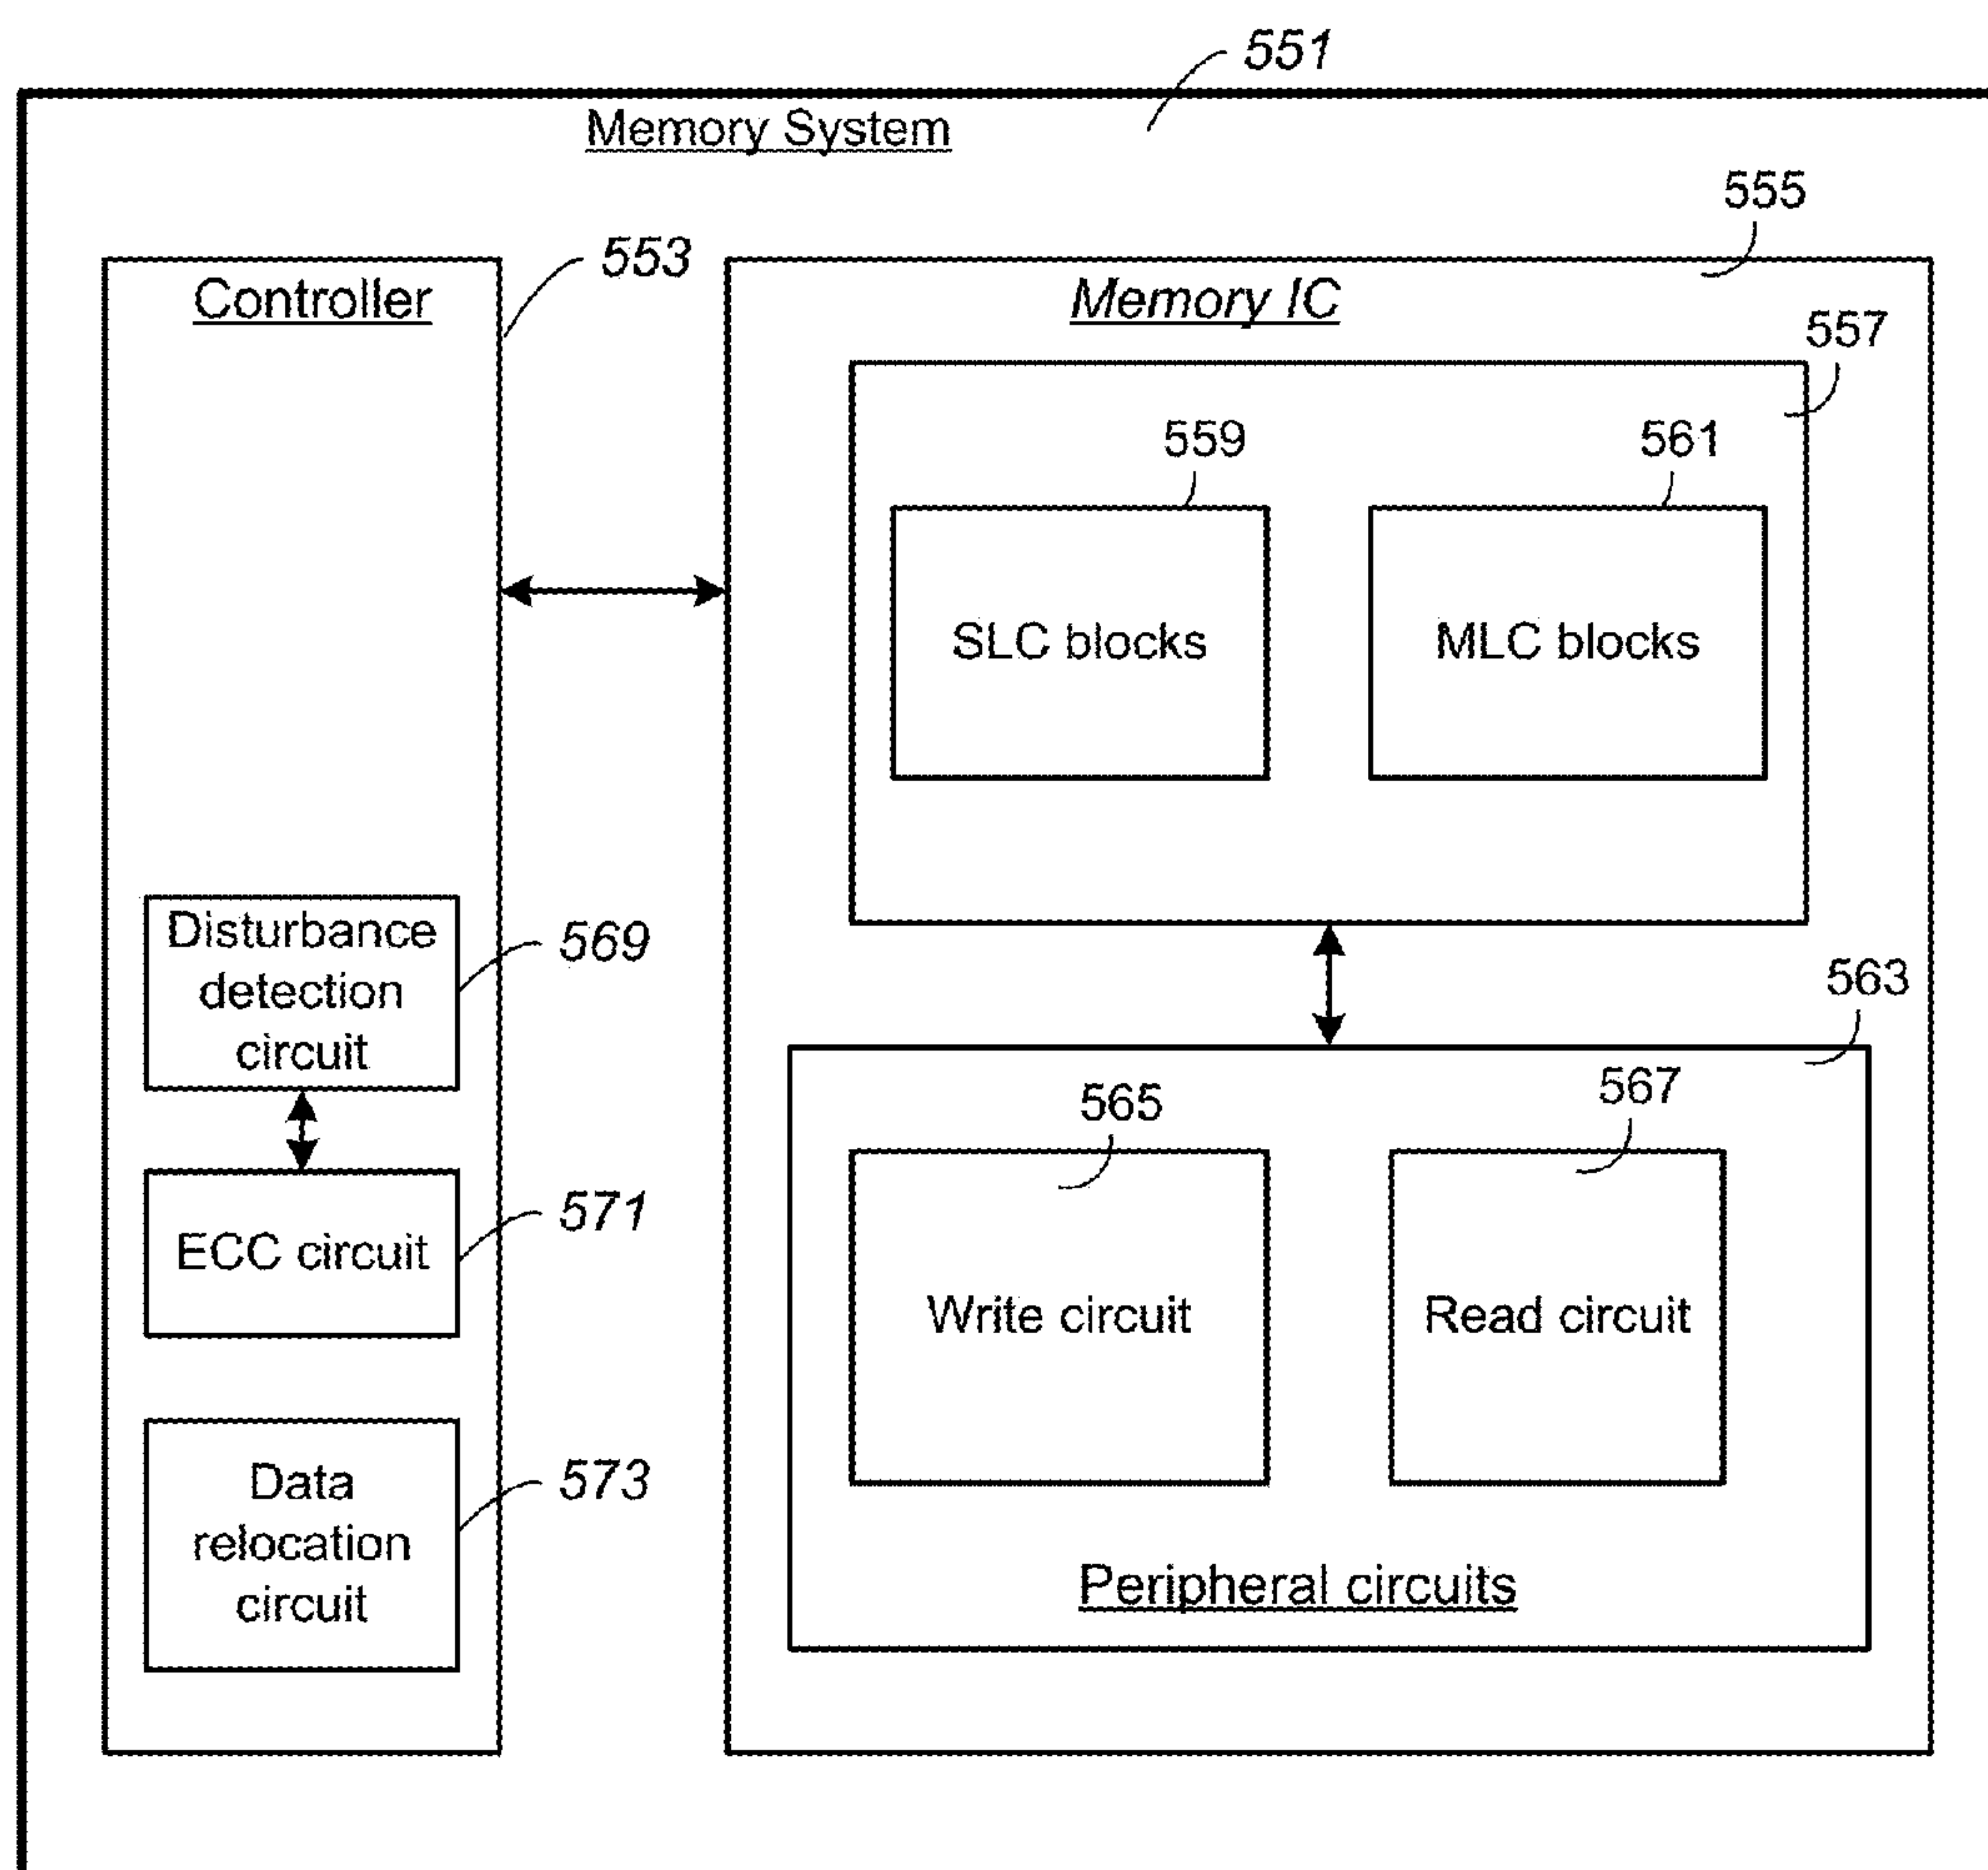 551
Memory System
555
553
Controller
Memory IC
557
559
561
SLC blocks
MLC blocks
Disturbance
detection
circuit
569
563
565
567
571
ECC circuit
Write circuit
Read circuit
Data
relocation
circuit
573
Peripheral circuits